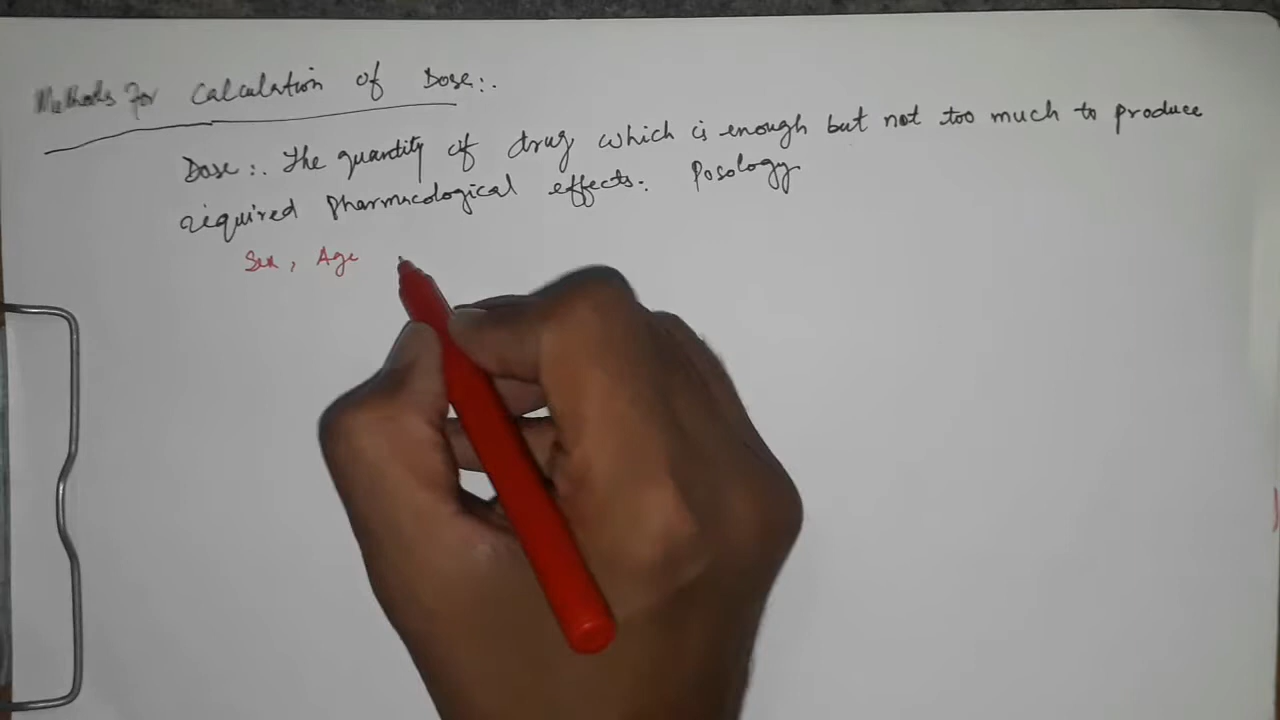 Methods for calculation of Dose:.
Dose:. The quantity of drug which is enough but not too much to produce
required pharmacological effects. Posology
Sex, Age